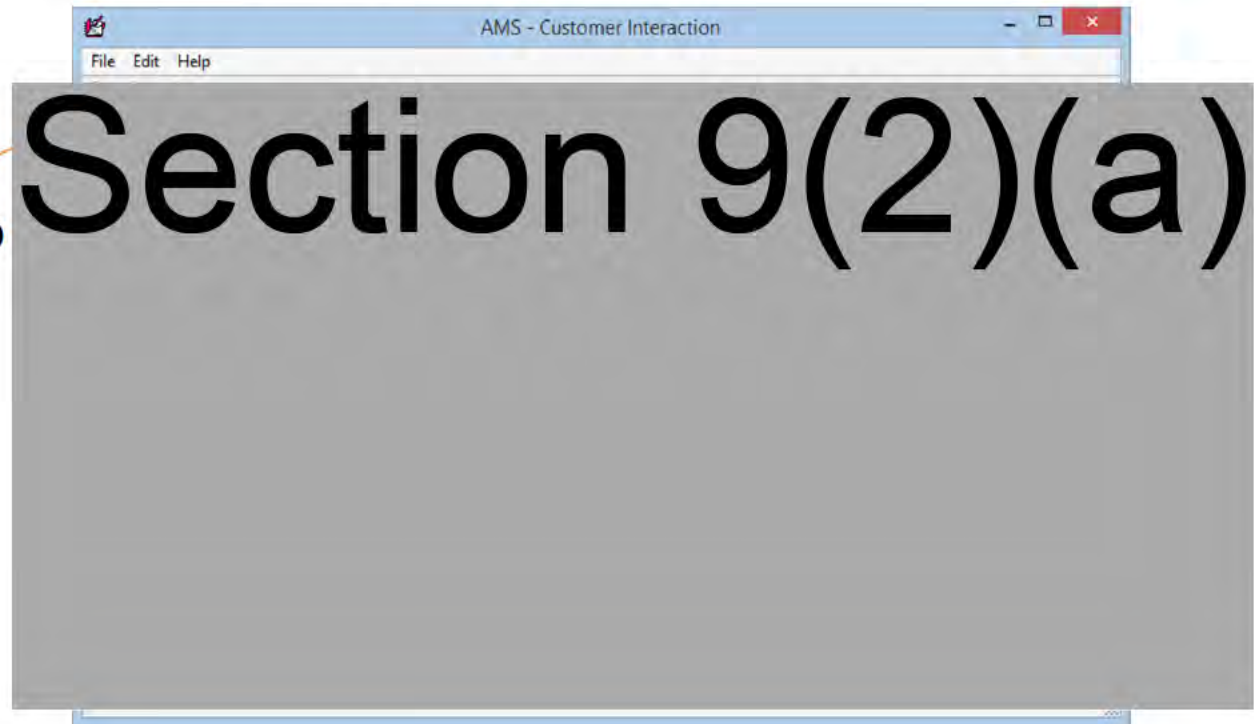 AMS - Customer Interaction
File Edit Help
Section 9(2)(a)